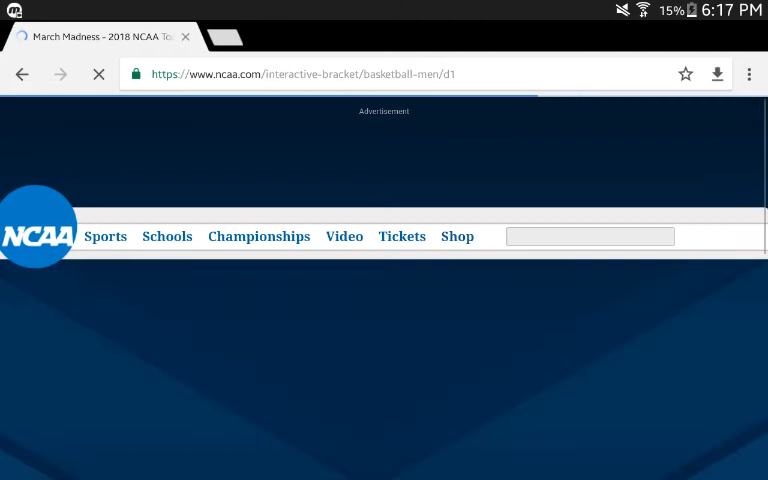 15% 6:17 PM
March Madness - 2018 NCAA To
https://www.ncaa.com/interactive-bracket/basketball-men/d1
Advertisement
NCAA Sports Schools Championships Video Tickets Shop